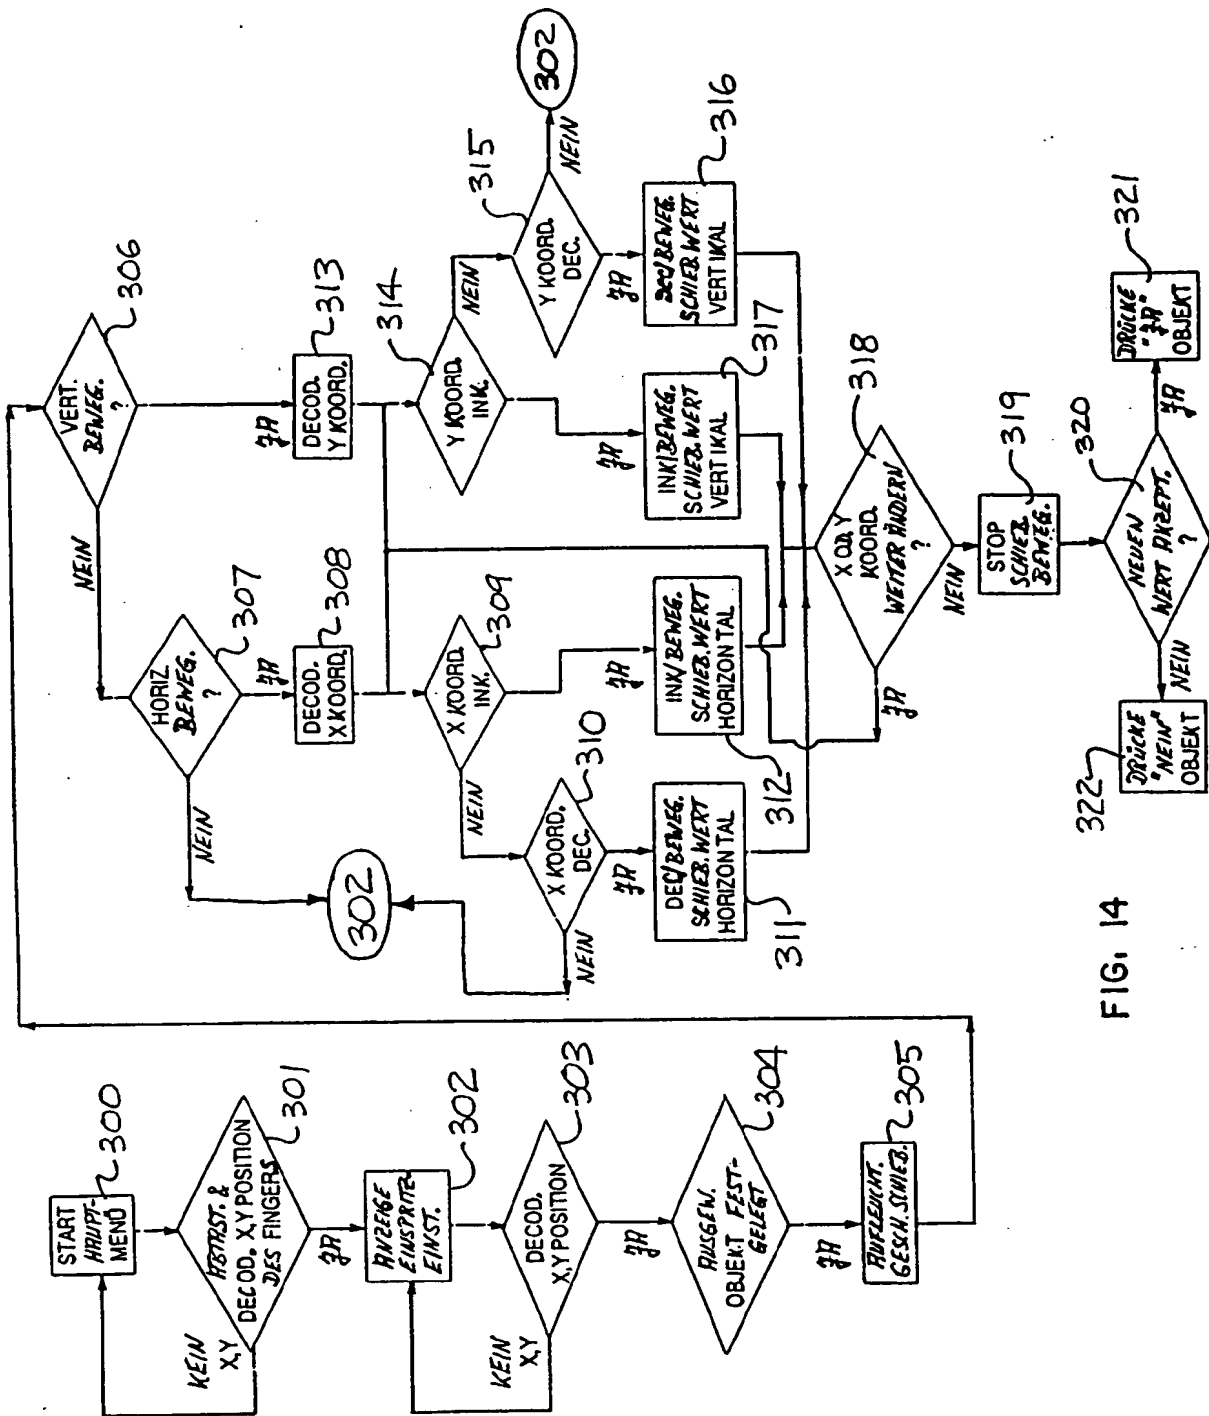 START
HAUPT-
MENÜ
300
ABTAST. &
DECOD. X,Y POSITION
DES FINGERS
301
KEIN
X,Y
JA
ANZEIGE
EINSPRITZ-
EINST.
302
DECOD.
X,Y POSITION
303
KEIN
X,Y
JA
AUSGEW.
OBJEKT FEST-
GELEGT
304
JA
AUFLEUCHT.
GESCH. SCHIEB.
305
VERT.
BEWEG.
?
306
NEIN
JA
HORIZ.
BEWEG.
?
307
NEIN
302
JA
DECOD.
X KOORD.
308
X KOORD.
INK.
309
NEIN
JA
X KOORD.
DEC.
310
NEIN
JA
DEC/BEWEG.
SCHIEB. WERT
HORIZONTAL
311
INK/BEWEG.
SCHIEB. WERT
HORIZONTAL
312
DECOD.
Y KOORD.
313
Y KOORD.
INK.
314
NEIN
JA
Y KOORD.
DEC.
315
NEIN
302
JA
DEC/BEWEG.
SCHIEB. WERT
VERTIKAL
316
INK/BEWEG.
SCHIEB. WERT
VERTIKAL
317
X OD. Y
KOORD.
WEITER ÄNDERN
?
318
JA
NEIN
STOP
SCHIEB.
BEWEG.
319
NEUEN
WERT AKZEPT.
?
320
JA
DRÜCKE
"JA"
OBJEKT
321
NEIN
DRÜCKE
"NEIN"
OBJEKT
322
FIG. 14